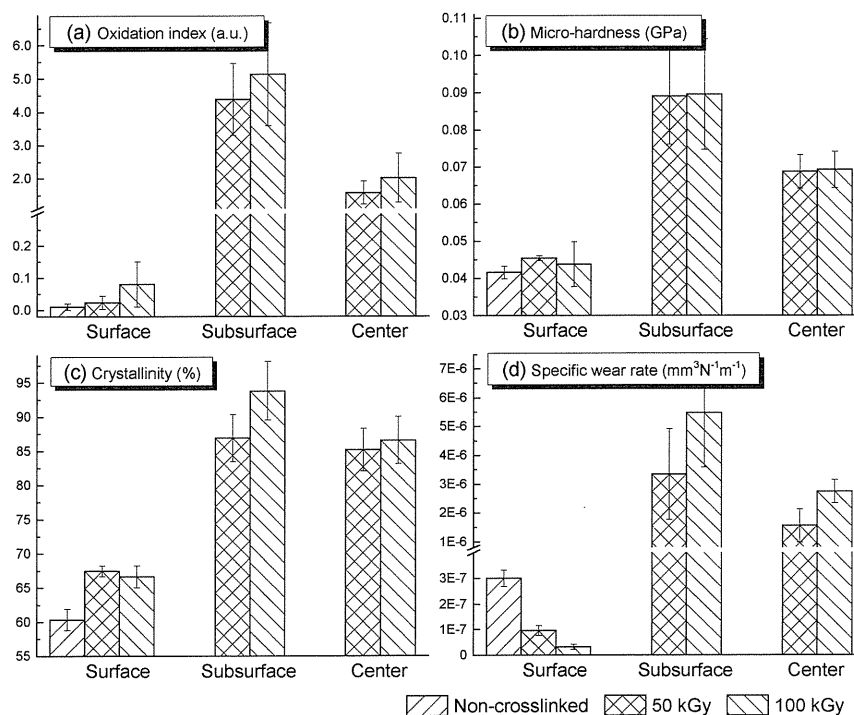 (a) Oxidation index (a.u.)
6.0
5.0
4.0
2.0
0.2
0.1
0.0
Surface Subsurface Center
(b) Micro-hardness (GPa)
0.11
0.10
0.09
0.08
0.07
0.06
0.05
0.04
0.03
Surface Subsurface Center
(c) Crystallinity (%)
95
90
85
80
75
70
65
60
55
Surface Subsurface Center
(d) Specific wear rate (mm³N⁻¹m⁻¹)
7E-6
6E-6
5E-6
4E-6
3E-6
2E-6
1E-6
3E-7
2E-7
1E-7
0
Surface Subsurface Center
Non-crosslinked 50 kGy 100 kGy